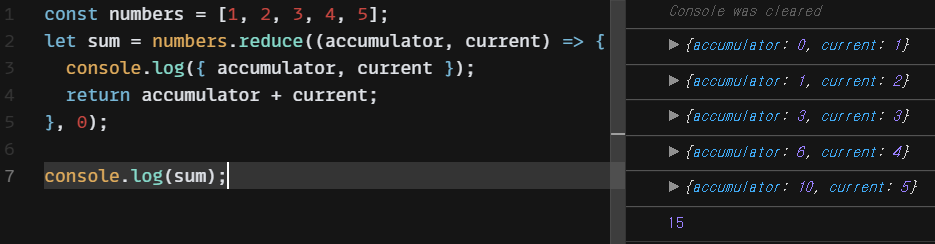 1 const numbers = [1, 2, 3, 4, 5];
2 let sum = numbers.reduce((accumulator, current) => {
3   console.log({ accumulator, current });
4   return accumulator + current;
5 }, 0);
6
7 console.log(sum);
Console was cleared
▶ {accumulator: 0, current: 1}
▶ {accumulator: 1, current: 2}
▶ {accumulator: 3, current: 3}
▶ {accumulator: 6, current: 4}
▶ {accumulator: 10, current: 5}
15